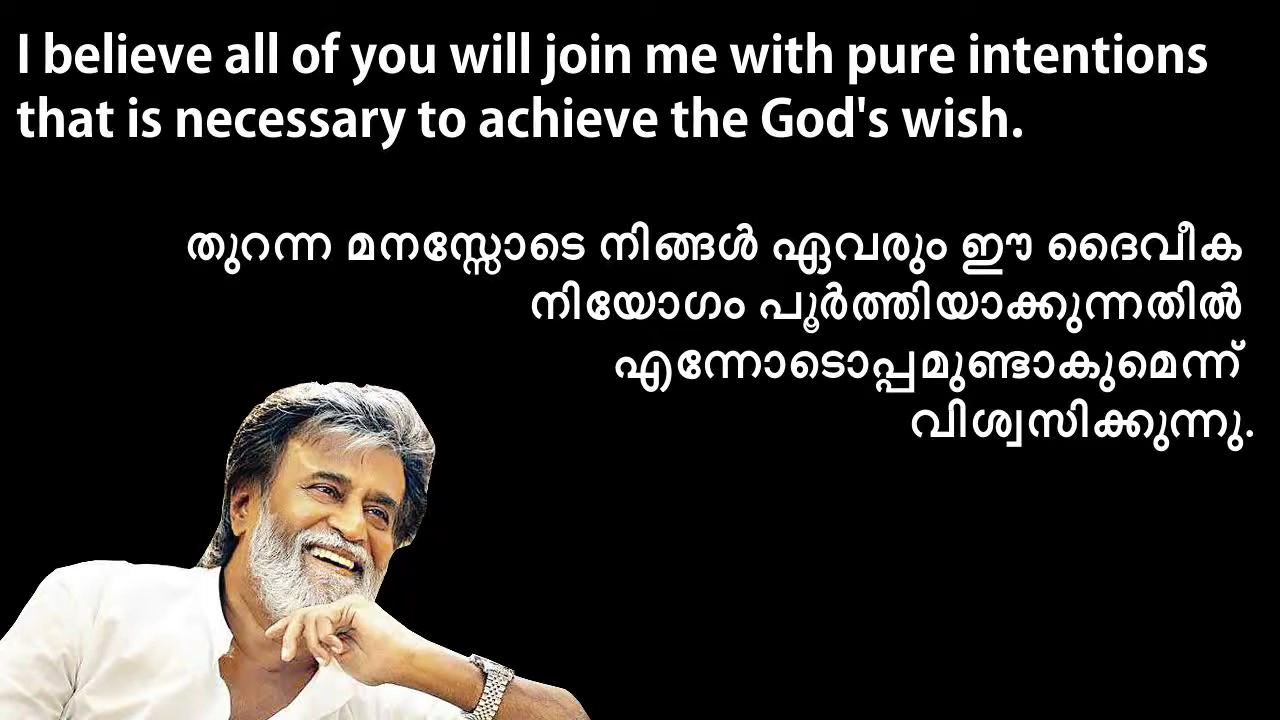 I believe all of you will join me with pure intentions
that is necessary to achieve the God's wish.
തുറന്ന മനസ്സോടെ നിങ്ങൾ ഏവരും ഈ ദൈവീക
നിയോഗം പൂർത്തിയാക്കുന്നതിൽ
എന്നോടൊപ്പമുണ്ടാകുമെന്ന്
വിശ്വസിക്കുന്നു.